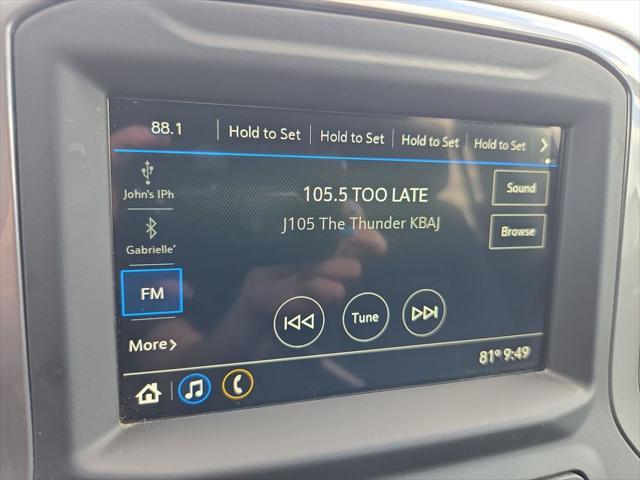 88.1 Hold to Set Hold to Set Hold to Set Hold to Set >
John's IPh
105.5 TOO LATE
Sound
J105 The Thunder KBAJ
Browse
Gabrielle'
FM
Tune
More >
81° 9:49